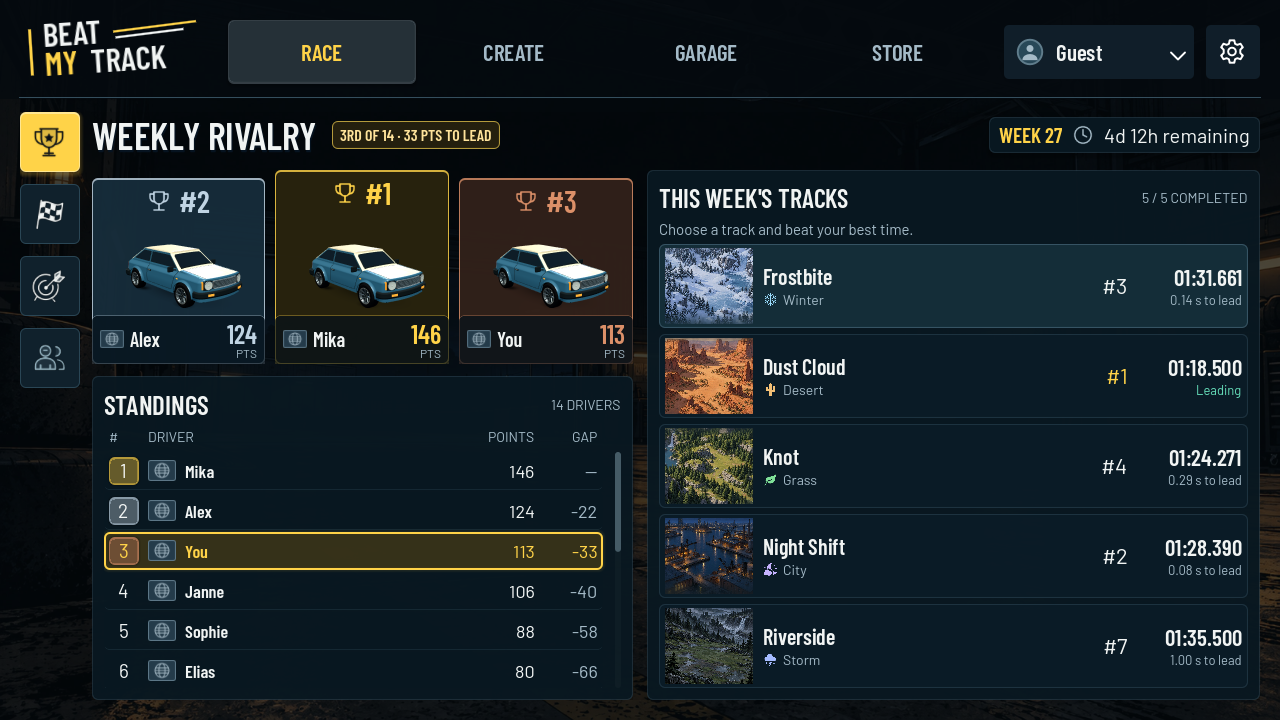 BEAT
MY TRACK
RACE
CREATE
GARAGE
STORE
Guest
WEEKLY RIVALRY
3RD OF 14 · 33 PTS TO LEAD
WEEK 27
4d 12h remaining
#2
Alex
124
PTS
#1
Mika
146
PTS
#3
You
113
PTS
STANDINGS
14 DRIVERS
# DRIVER POINTS GAP
1 Mika 146 —
2 Alex 124 -22
3 You 113 -33
4 Janne 106 -40
5 Sophie 88 -58
6 Elias 80 -66
THIS WEEK'S TRACKS
5 / 5 COMPLETED
Choose a track and beat your best time.
Frostbite
Winter
#3
01:31.661
0.14 s to lead
Dust Cloud
Desert
#1
01:18.500
Leading
Knot
Grass
#4
01:24.271
0.29 s to lead
Night Shift
City
#2
01:28.390
0.08 s to lead
Riverside
Storm
#7
01:35.500
1.00 s to lead